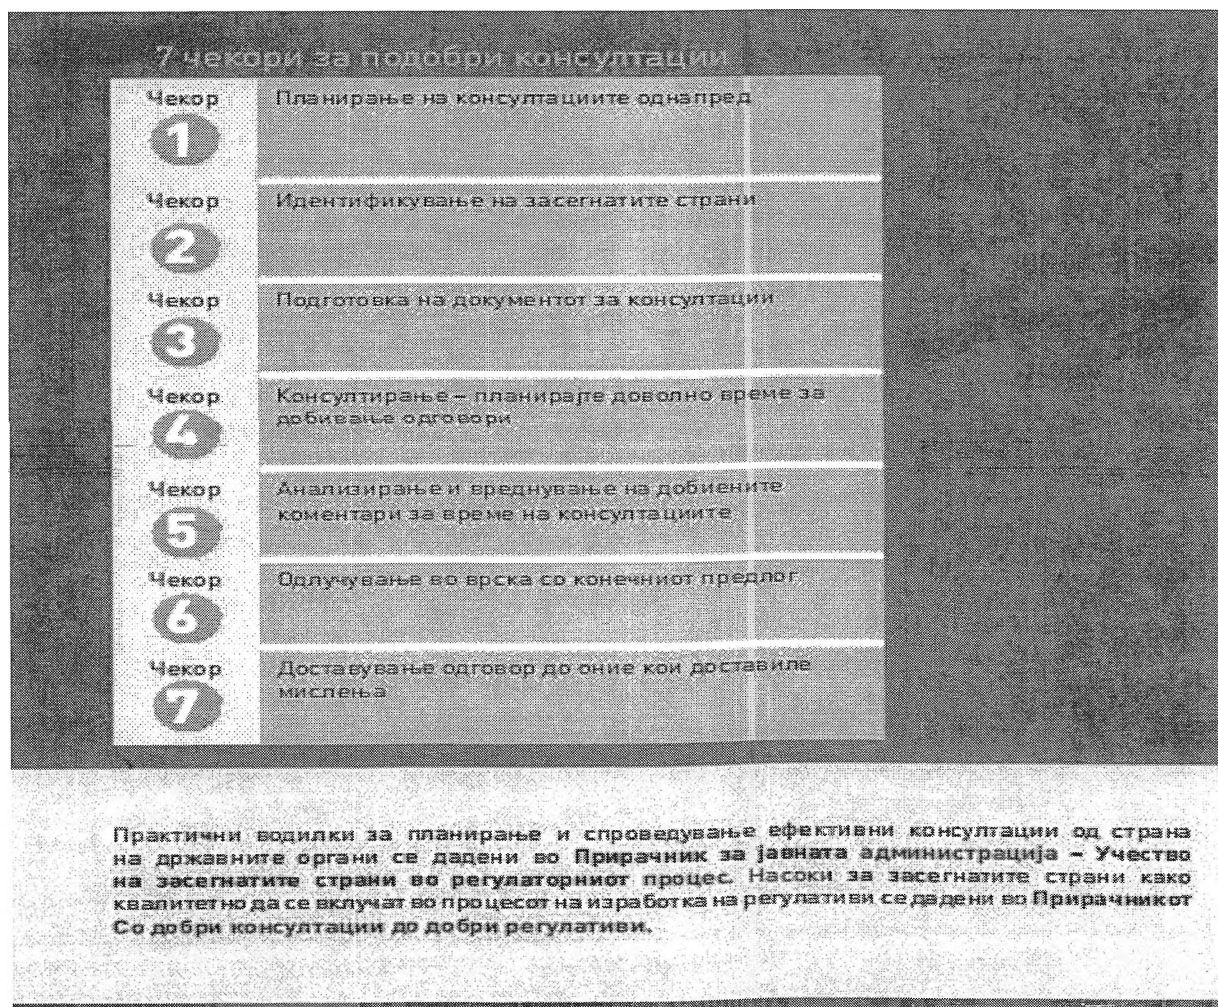 7 чекори за подобри консултации
Чекор 1 Планирање на консултациите однапред
Чекор 2 Идентификување на засегнатите страни
Чекор 3 Подготовка на документот за консултации
Чекор 4 Консултирање – планирајте доволно време за
добивање одговори
Чекор 5 Анализирање и вреднување на добиените
коментари за време на консултациите
Чекор 6 Одлучување во врска со конечниот предлог
Чекор 7 Доставување одговор до оние кои доставиле
мислења
Практични водилки за планирање и спроведување ефективни консултации од страна
на државните органи се дадени во Прирачник за јавната администрација – Учество
на засегнатите страни во регулаторниот процес. Насоки за засегнатите страни како
квалитетно да се вклучат во процесот на изработка на регулативи се дадени во Прирачникот
Со добри консултации до добри регулативи.